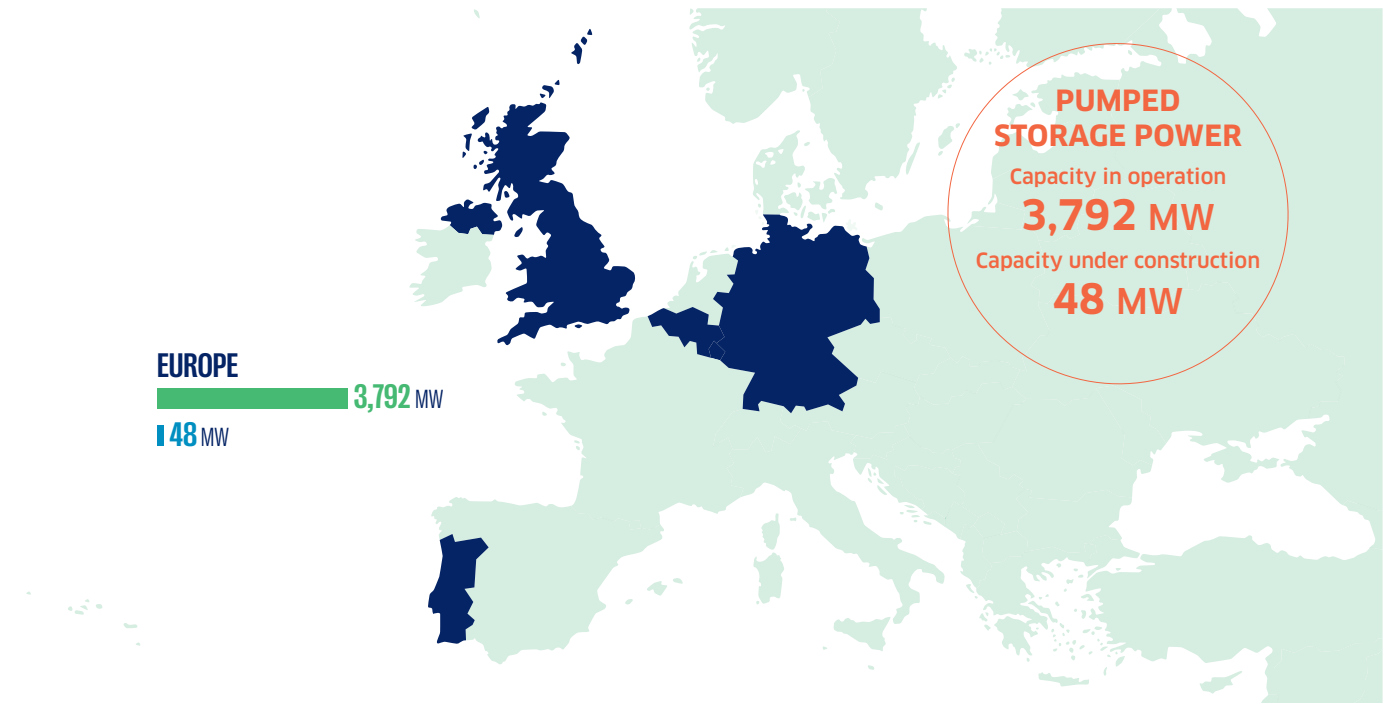 PUMPED
STORAGE POWER
Capacity in operation
3,792 MW
Capacity under construction
48 MW
EUROPE
3,792 MW
48 MW